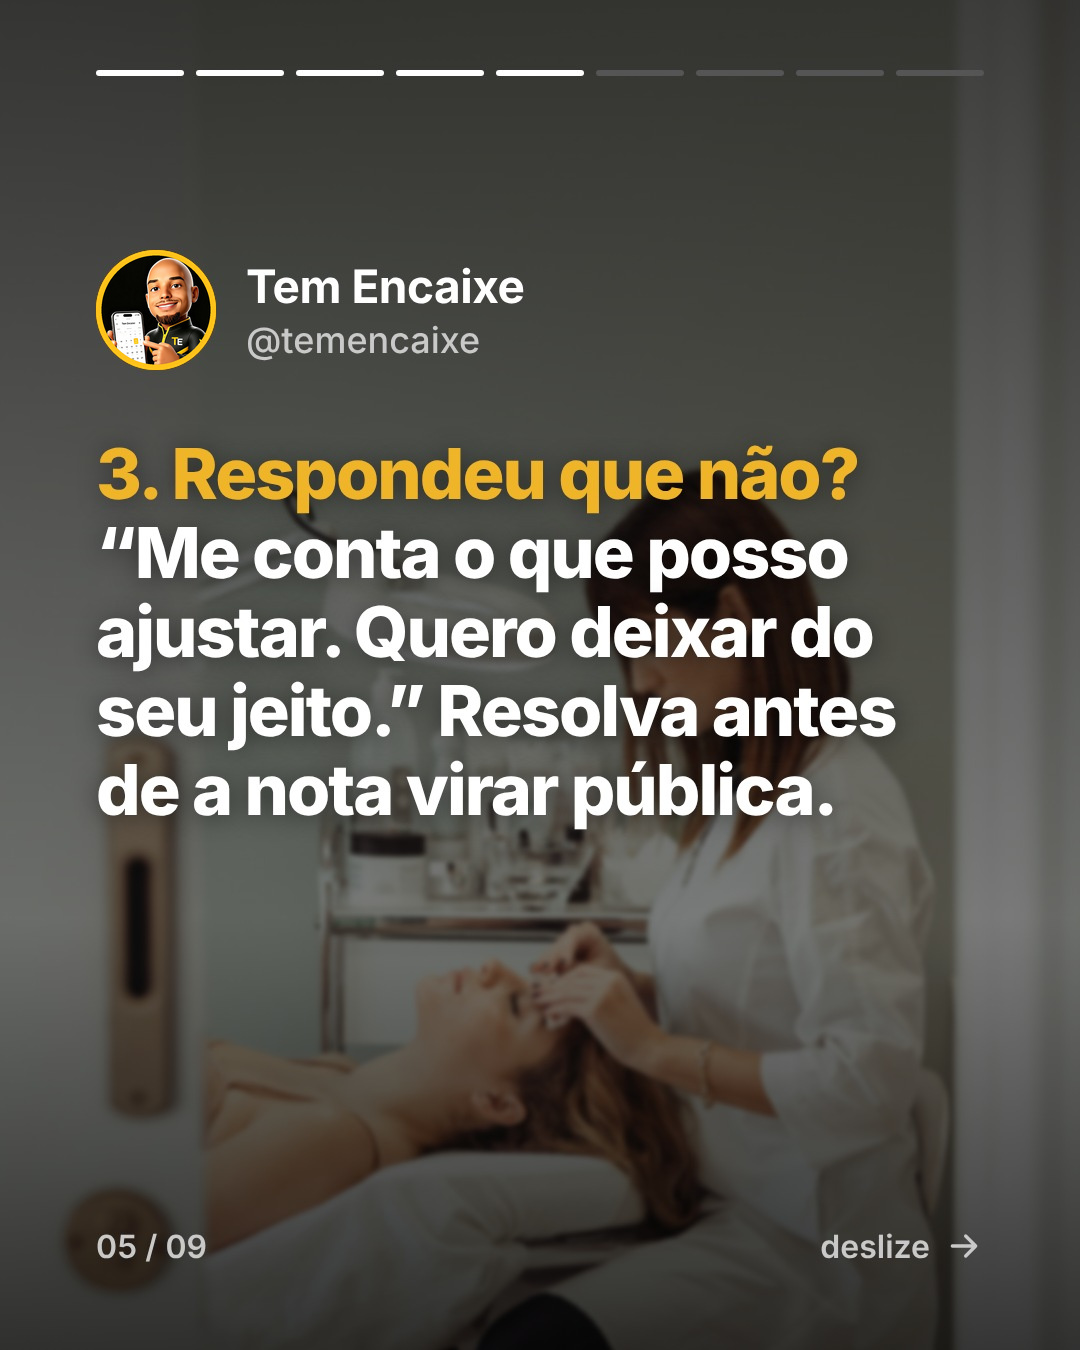 Tem Encaixe
@temencaixe
3. Respondeu que não?
“Me conta o que posso
ajustar. Quero deixar do
seu jeito.” Resolva antes
de a nota virar pública.
05 / 09
deslize →